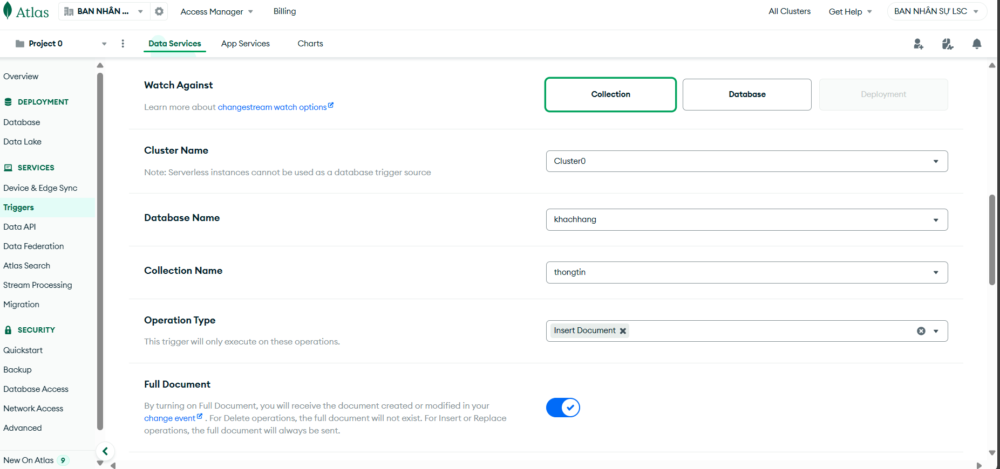 Atlas
BAN NHÂN ...
Access Manager
Billing
All Clusters
Get Help
BAN NHÂN SỰ LSC
Project 0
Data Services
App Services
Charts
Overview
DEPLOYMENT
Database
Data Lake
SERVICES
Device & Edge Sync
Triggers
Data API
Data Federation
Atlas Search
Stream Processing
Migration
SECURITY
Quickstart
Backup
Database Access
Network Access
Advanced
New On Atlas 9
Watch Against
Learn more about changestream watch options
Collection
Database
Deployment
Cluster Name
Note: Serverless instances cannot be used as a database trigger source
Cluster0
Database Name
khachhang
Collection Name
thongtin
Operation Type
This trigger will only execute on these operations.
Insert Document
Full Document
By turning on Full Document, you will receive the document created or modified in your
change event . For Delete operations, the full document will not exist. For Insert or Replace
operations, the full document will always be sent.